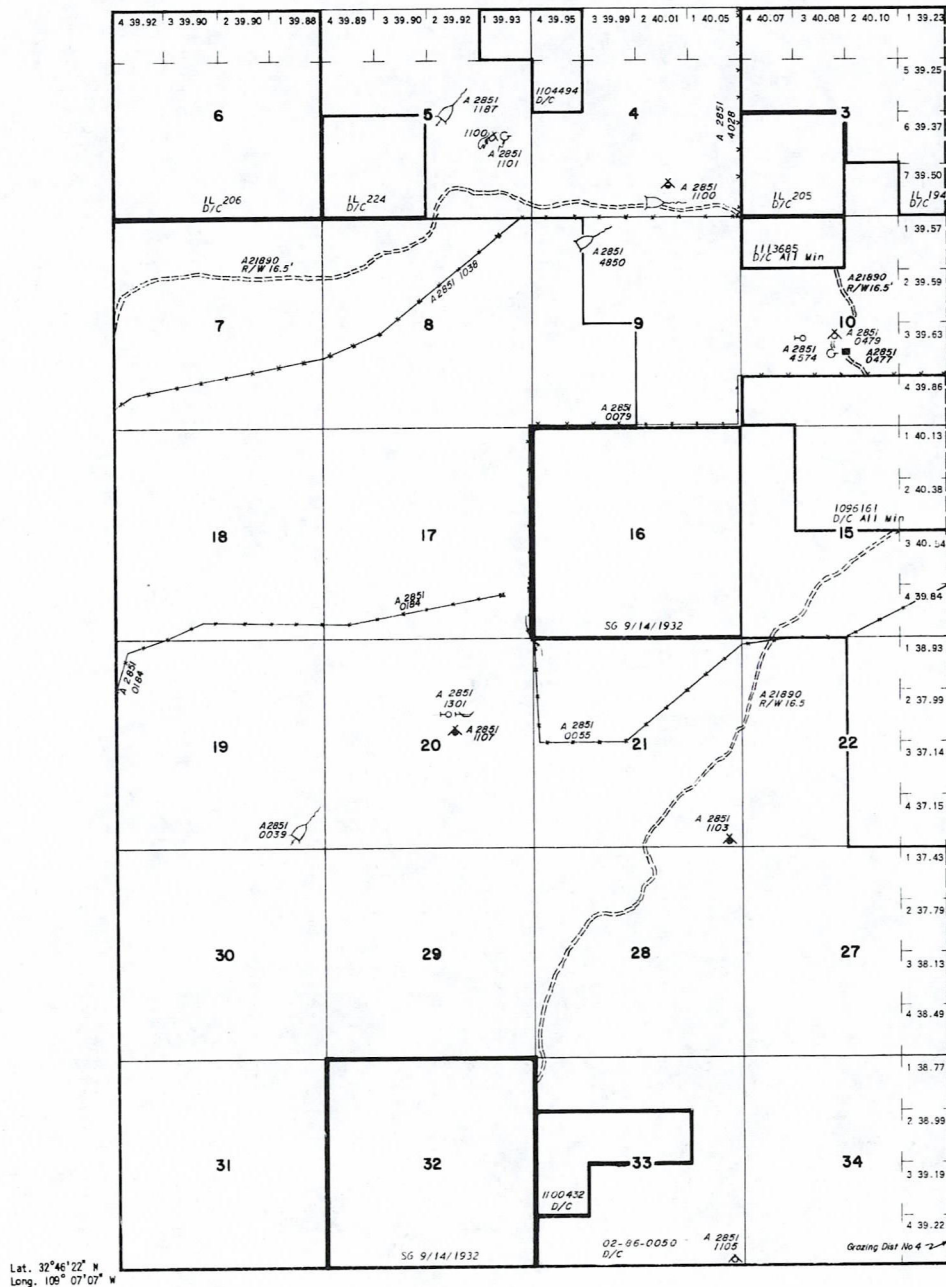 4 39.92 3 39.90 2 39.90 1 39.88 4 39.89 3 39.90 2 39.92 1 39.93 4 39.95 3 39.99 2 40.01 1 40.05 4 40.07 3 40.08 2 40.10 1 39.23
5 39.25
1104494
D/C
6
A 2851
1187
5
4
A 2851
4028
3
6 39.37
1100
A 2851
1101
7 39.50
A 2851
1100
IL 206
D/C
IL 224
D/C
IL 205
D/C
IL 194
D/C
1 39.57
1113685
D/C All Min
A 2851
4850
A21890
R/W 16.5'
A21890
R/W16.5'
2 39.59
A 2851 1038
7
8
9
10
3 39.63
A 2851
4574
A 2851
0479
A 2851
0477
4 39.86
A 2851
0079
1 40.13
2 40.38
1096161
D/C All Min
18
17
16
15
3 40.54
A 2851
0184
4 39.84
SG 9/14/1932
1 38.93
A 2851
0184
2 37.99
A 2851
1301
A 2851
1107
A 2851
0055
A 21890
R/W 16.5
19
20
21
22
3 37.14
4 37.15
A2851
0039
A 2851
1103
1 37.43
2 37.79
30
29
28
27
3 38.13
4 38.49
1 38.77
2 38.99
31
32
33
34
3 39.19
1100432
D/C
4 39.22
02-86-0050
D/C
A 2851
1105
Grazing Dist No 4
SG 9/14/1932
Lat. 32°46'22" N
Long. 109° 07'07" W